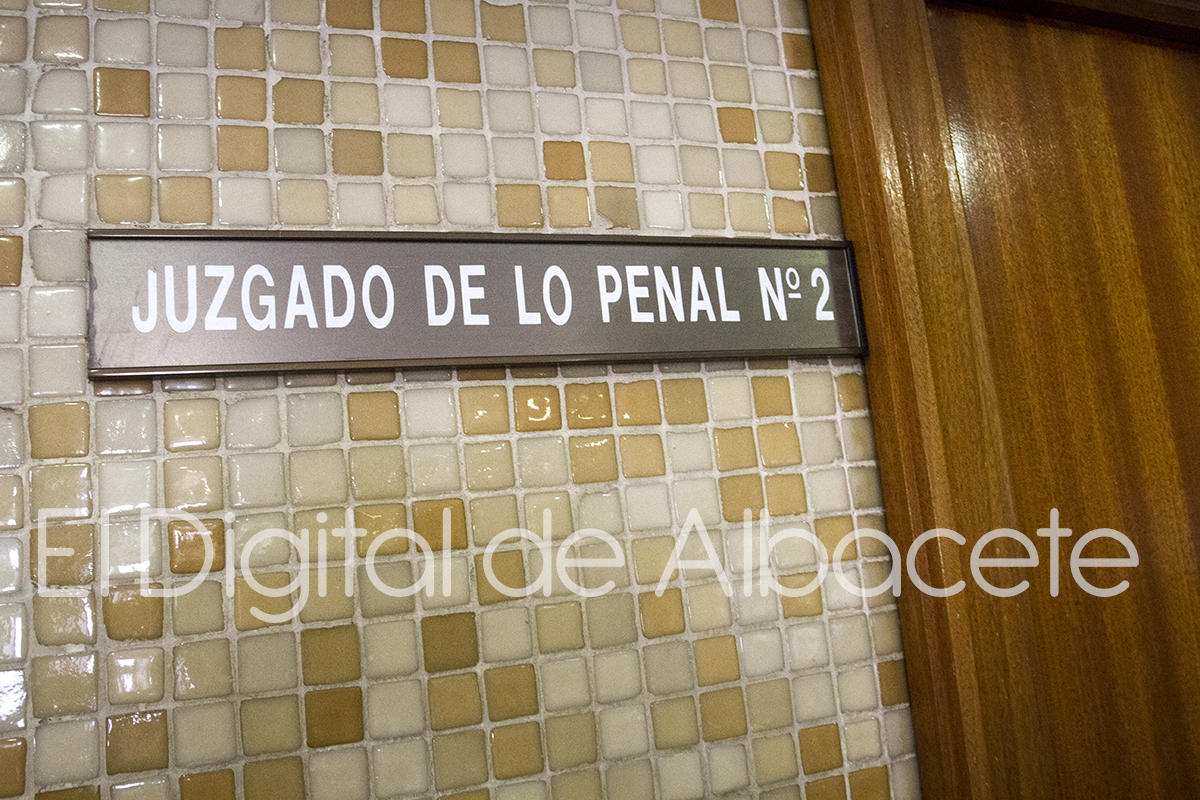 JUZGADO DE LO PENAL Nº 2
El Digital de Albacete